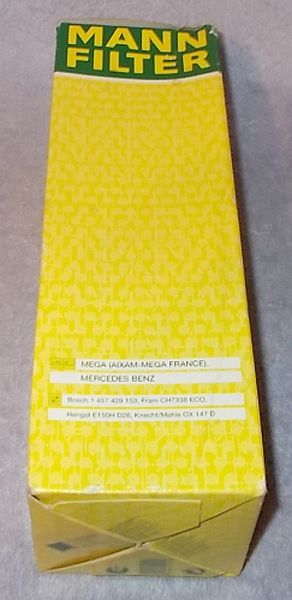 MANN
FILTER
MEGA (AIXAM-MEGA FRANCE),
MERCEDES BENZ
Bosch 1 457 429 153, Fram CH7338 ECO,
Hengst E150H D28, Knecht/Mahle OX 147 D